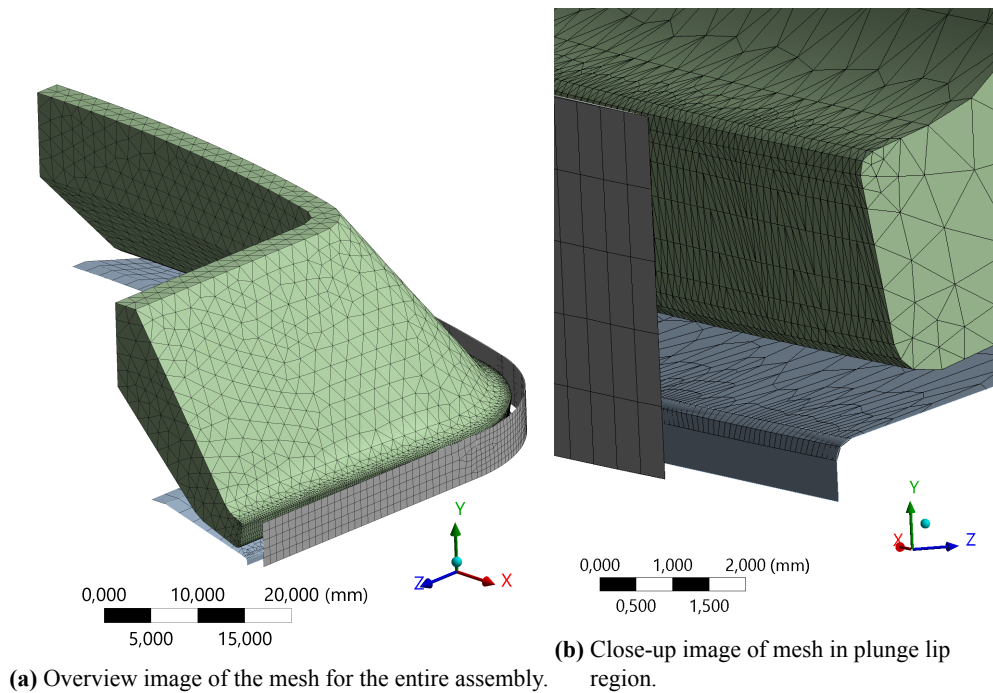 Y
Z
X
0,000 10,000 20,000 (mm)
5,000 15,000
(a) Overview image of the mesh for the entire assembly.
Y
X
Z
0,000 1,000 2,000 (mm)
0,500 1,500
(b) Close-up image of mesh in plunge lip
region.